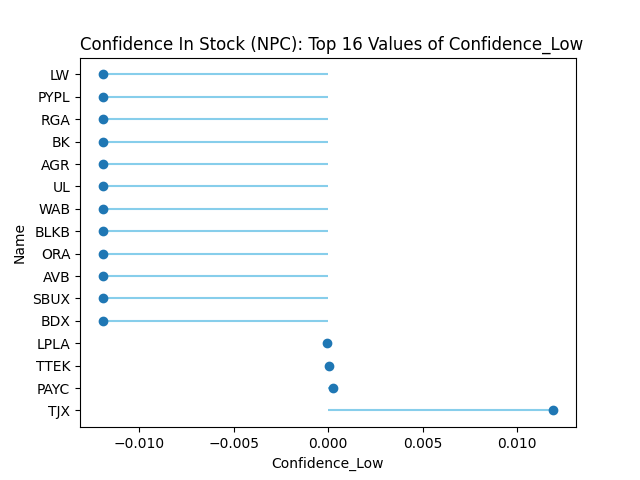 Confidence In Stock (NPC): Top 16 Values of Confidence_Low
LW
PYPL
RGA
BK
AGR
UL
WAB
BLKB
ORA
AVB
SBUX
BDX
LPLA
TTEK
PAYC
TJX
Name
−0.010 −0.005 0.000 0.005 0.010
Confidence_Low